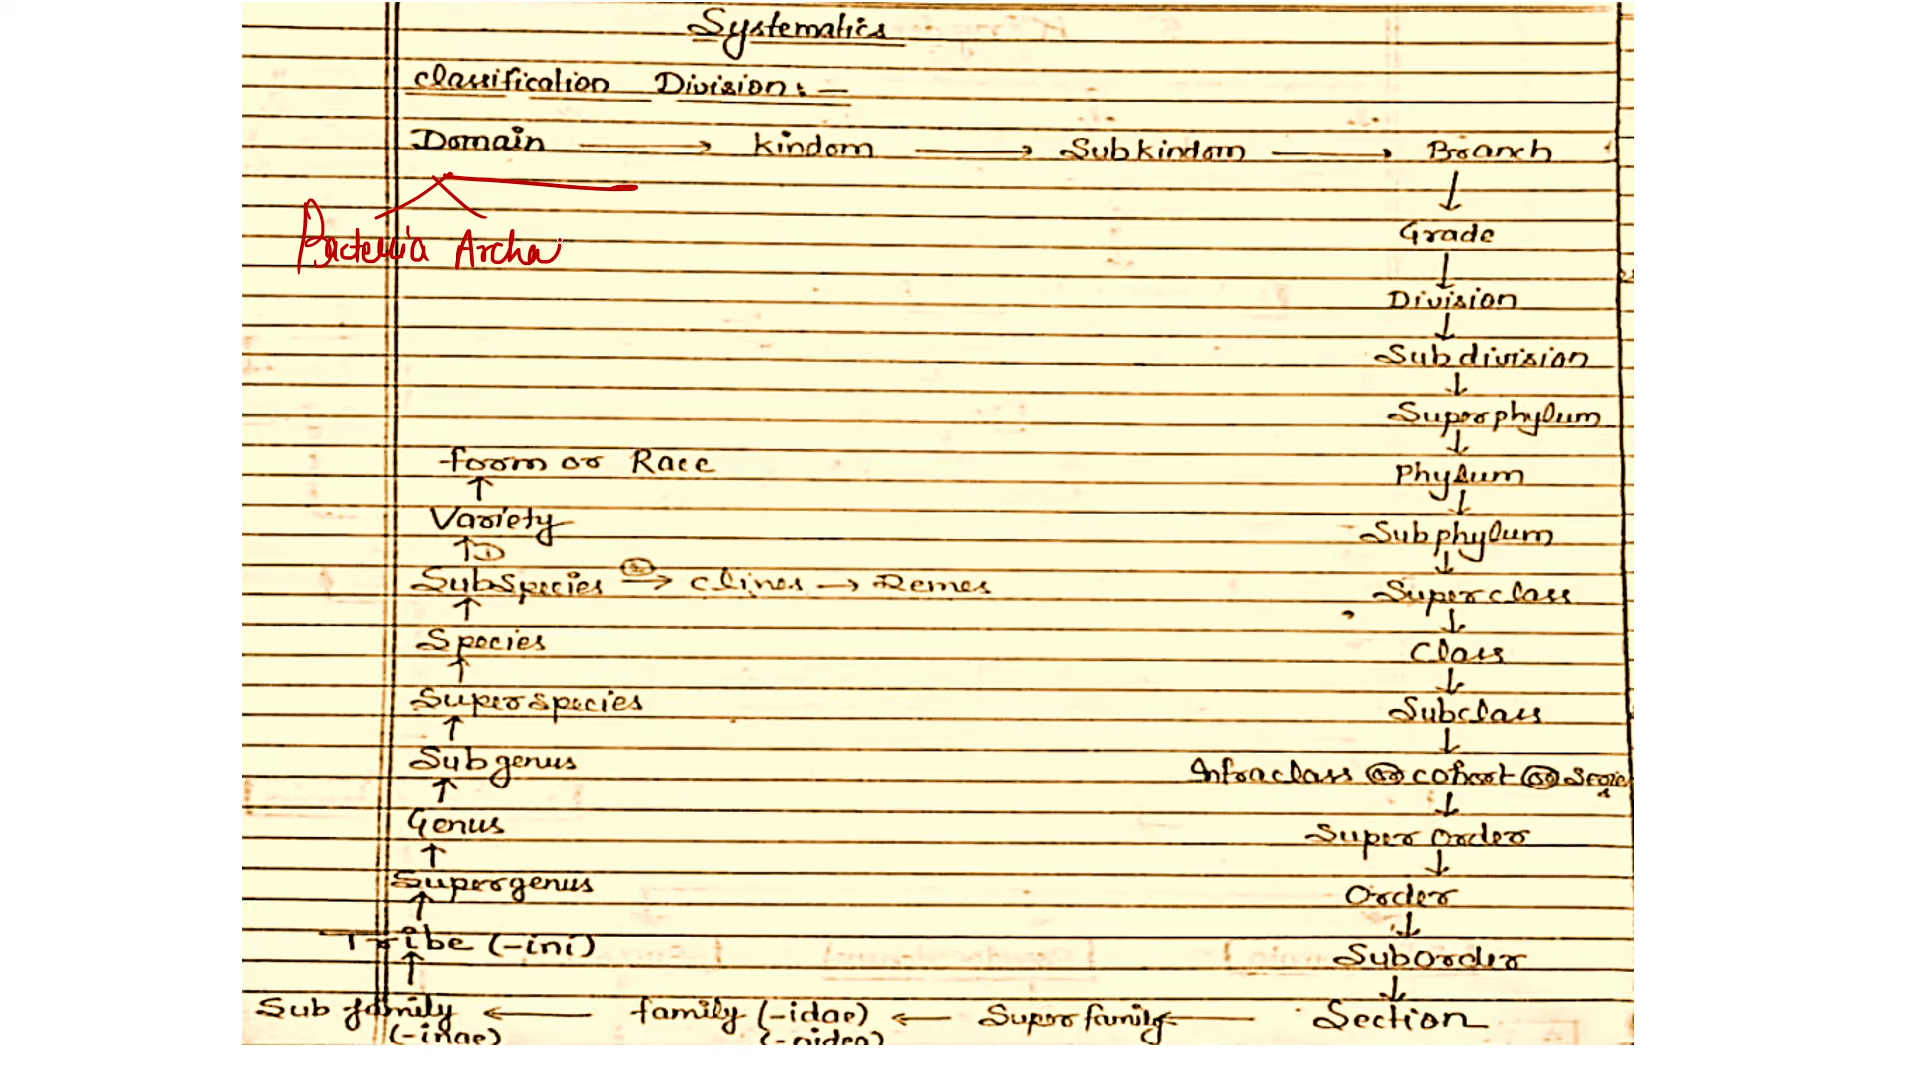 Systematics
Classification Division:-
Domain → Kindom → Subkindom → Branch
↓
Bacteria Archa
Grade
↓
Division
↓
Subdivision
↓
Superphylum
↓
Phylum
↓
Subphylum
↓
Superclass
↓
Class
↓
Subclass
↓
Infraclass or cohort or
↓
Super Order
↓
Order
↓
Suborder
↓
Section
Sub family ← family (-idae) ← Super family ←
(-inae)
↑
Tribe (-ini)
↑
Supergenus
↑
Genus
↑
Subgenus
↑
Superspecies
↑
Species
↑
SubSpecies → Clines → Demes
↑
Variety
↑
form or Race